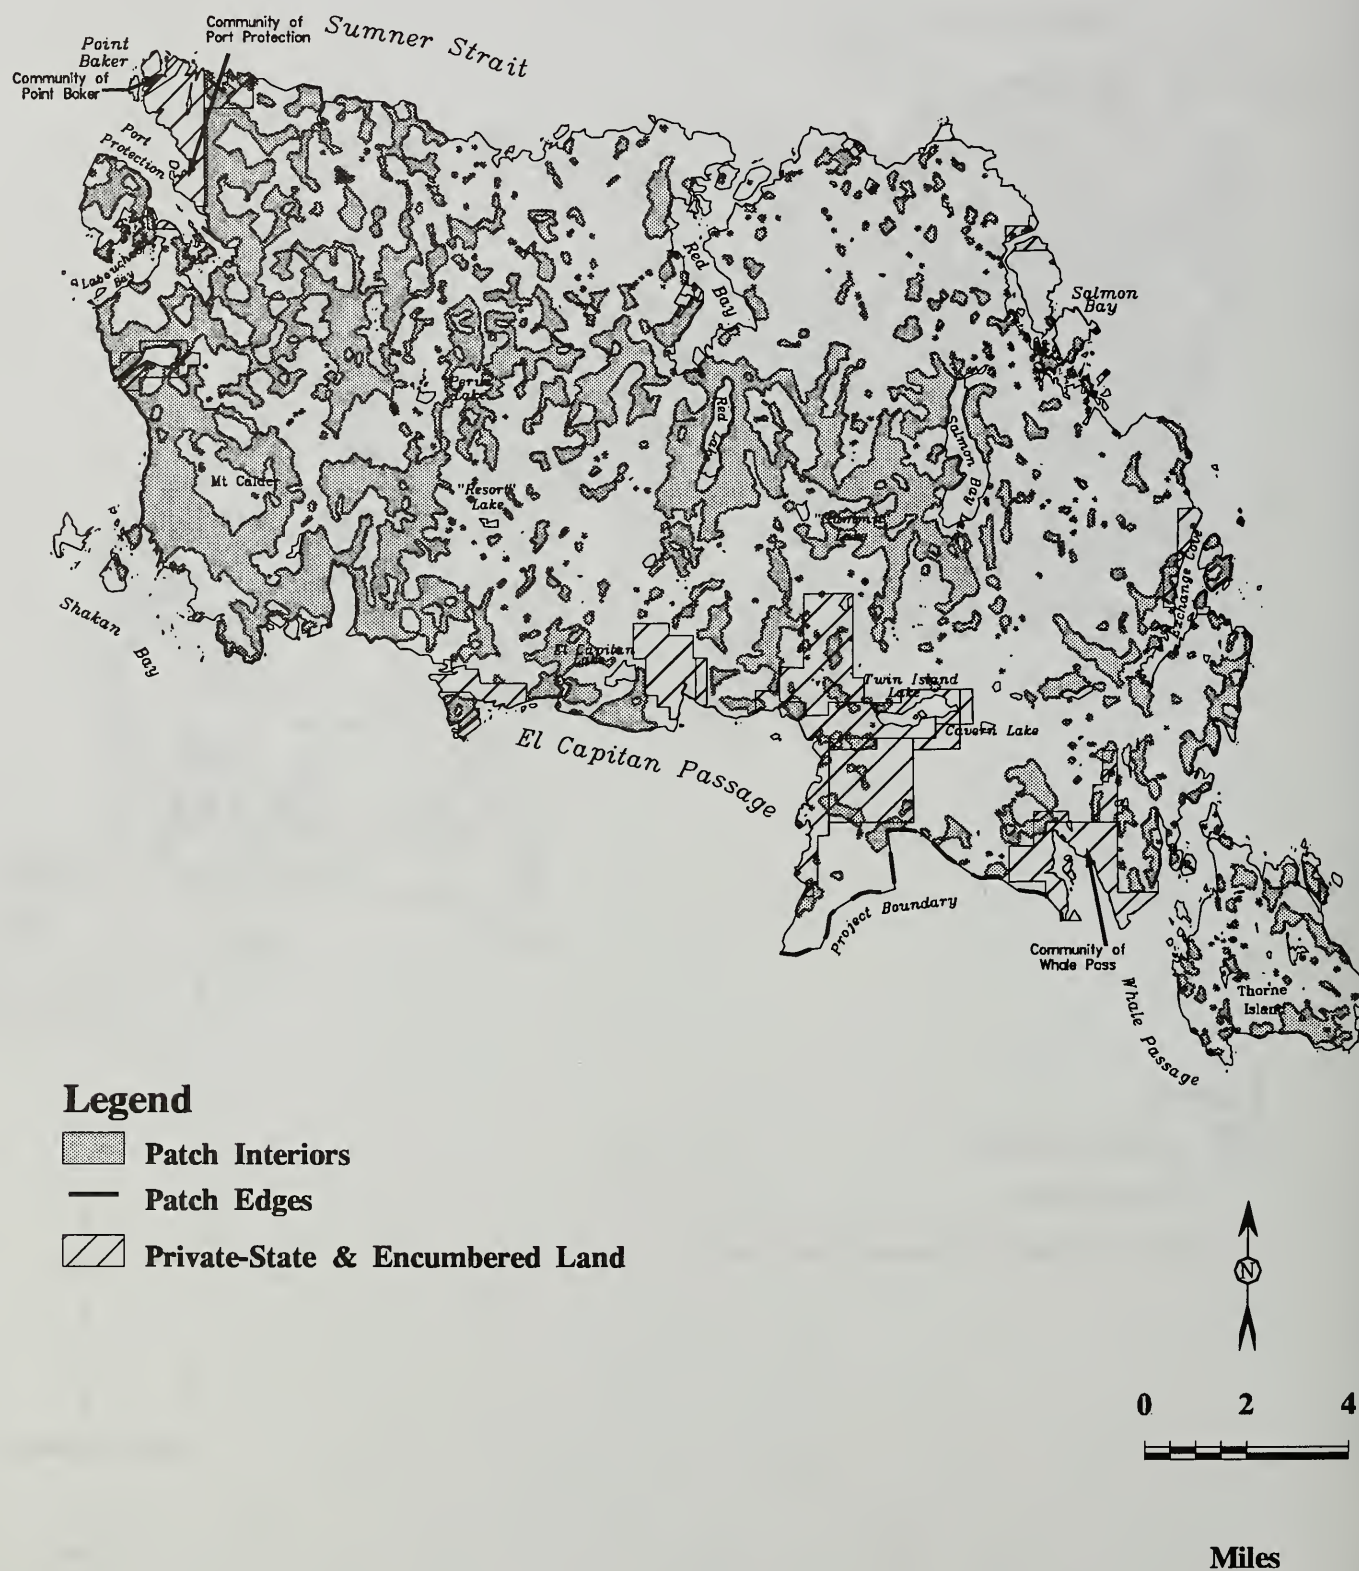 Community of
Port Protection
Sumner Strait
Point
Baker
Community of
Point Baker
Port
Protection
Bay
Red
Bay
Salmon
Bay
Lake
Red
Salmon
Bay
Mt Calder
"Resort"
Lake
Exchange Cove
Shakan
Bay
El Capitan
Lake
Twin Island
Lake
Cavern Lake
El Capitan Passage
Project Boundary
Community of
Whale Pass
Whale Passage
Thorne
Island
Legend
Patch Interiors
Patch Edges
Private-State & Encumbered Land
N
0 2 4
Miles